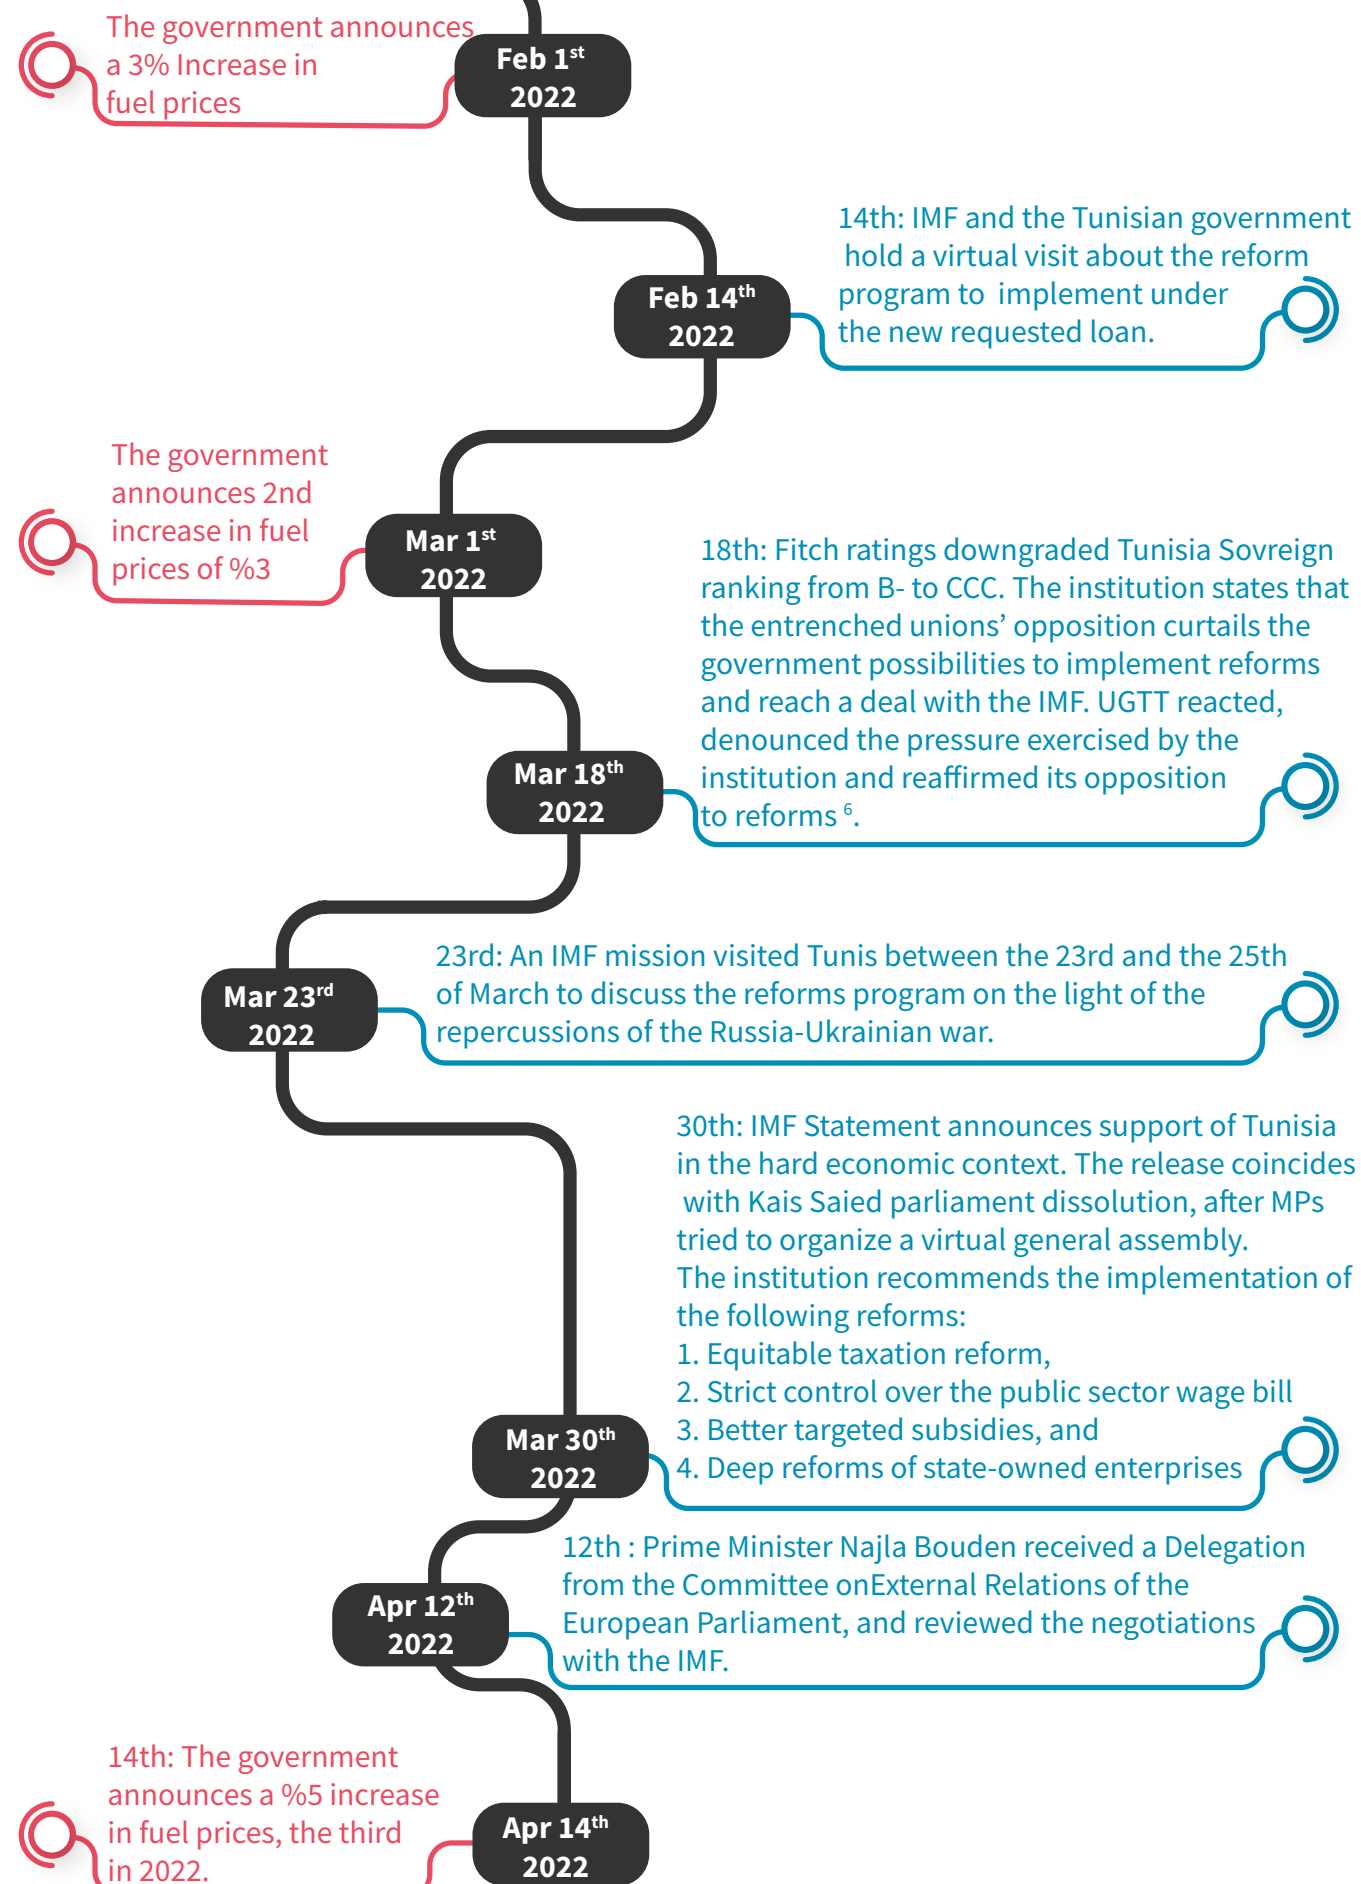 The government announces
a 3% Increase in
fuel prices
Feb 1st
2022
14th: IMF and the Tunisian government
hold a virtual visit about the reform
program to implement under
the new requested loan.
Feb 14th
2022
The government
announces 2nd
increase in fuel
prices of %3
Mar 1st
2022
18th: Fitch ratings downgraded Tunisia Sovreign
ranking from B- to CCC. The institution states that
the entrenched unions’ opposition curtails the
government possibilities to implement reforms
and reach a deal with the IMF. UGTT reacted,
denounced the pressure exercised by the
institution and reaffirmed its opposition
to reforms 6.
Mar 18th
2022
23rd: An IMF mission visited Tunis between the 23rd and the 25th
of March to discuss the reforms program on the light of the
repercussions of the Russia-Ukrainian war.
Mar 23rd
2022
30th: IMF Statement announces support of Tunisia
in the hard economic context. The release coincides
with Kais Saied parliament dissolution, after MPs
tried to organize a virtual general assembly.
The institution recommends the implementation of
the following reforms:
1. Equitable taxation reform,
2. Strict control over the public sector wage bill
3. Better targeted subsidies, and
4. Deep reforms of state-owned enterprises
Mar 30th
2022
12th : Prime Minister Najla Bouden received a Delegation
from the Committee onExternal Relations of the
European Parliament, and reviewed the negotiations
with the IMF.
Apr 12th
2022
14th: The government
announces a %5 increase
in fuel prices, the third
in 2022.
Apr 14th
2022